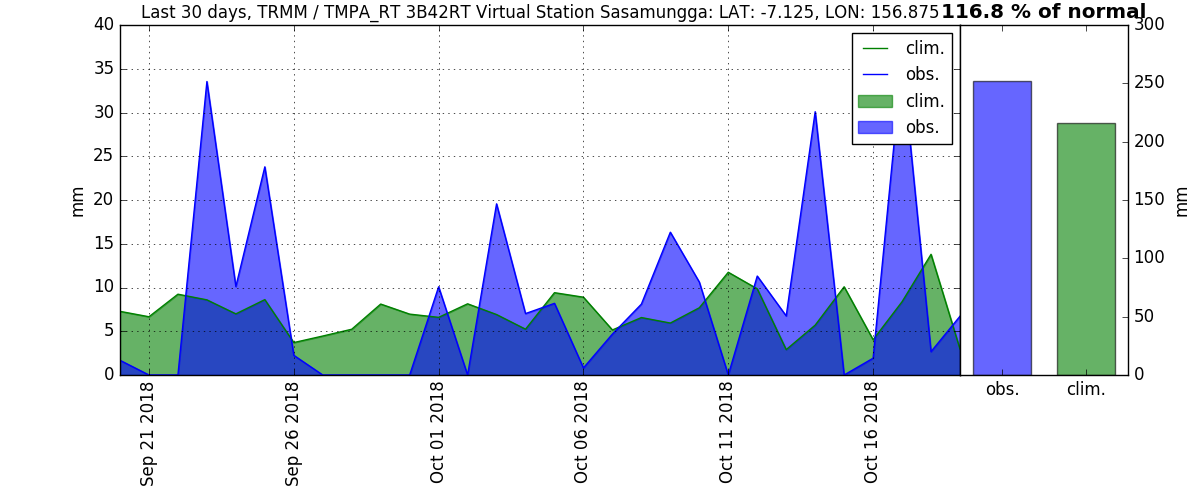 Last 30 days, TRMM / TMPA_RT 3B42RT Virtual Station Sasamungga: LAT: -7.125, LON: 156.875
116.8 % of normal
40
35
30
25
20
15
10
5
0
mm
clim.
obs.
clim.
obs.
Sep 21 2018
Sep 26 2018
Oct 01 2018
Oct 06 2018
Oct 11 2018
Oct 16 2018
300
250
200
150
100
50
0
mm
obs.
clim.